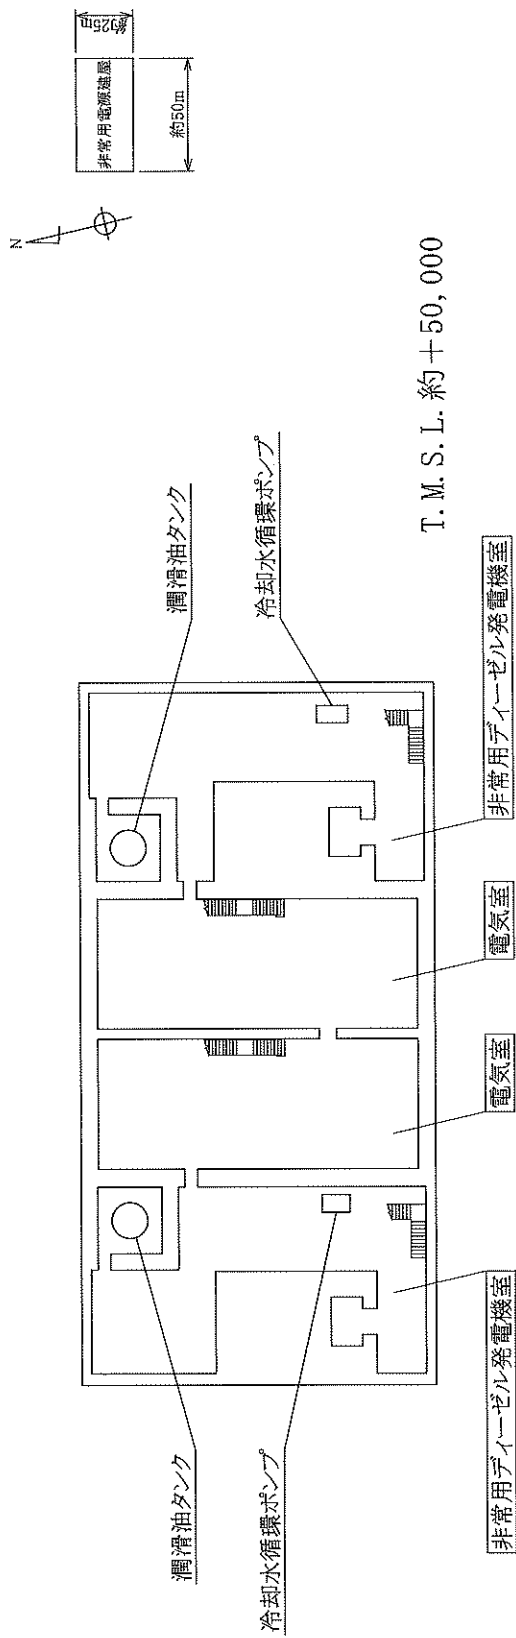 N
非常用電源建屋
約25m
約50m
潤滑油タンク
冷却水循環ポンプ
潤滑油タンク
冷却水循環ポンプ
T.M.S.L.約+50,000
非常用ディーゼル発電機室
電気室
電気室
非常用ディーゼル発電機室